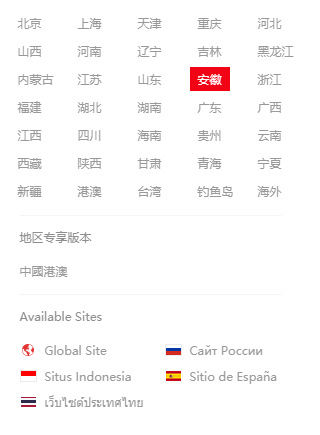 北京 上海 天津 重庆 河北
山西 河南 辽宁 吉林 黑龙江
内蒙古 江苏 山东 安徽 浙江
福建 湖北 湖南 广东 广西
江西 四川 海南 贵州 云南
西藏 陕西 甘肃 青海 宁夏
新疆 港澳 台湾 钓鱼岛 海外
地区专享版本
中國港澳
Available Sites
Global Site Сайт России
Situs Indonesia Sitio de España
เว็บไซต์ประเทศไทย